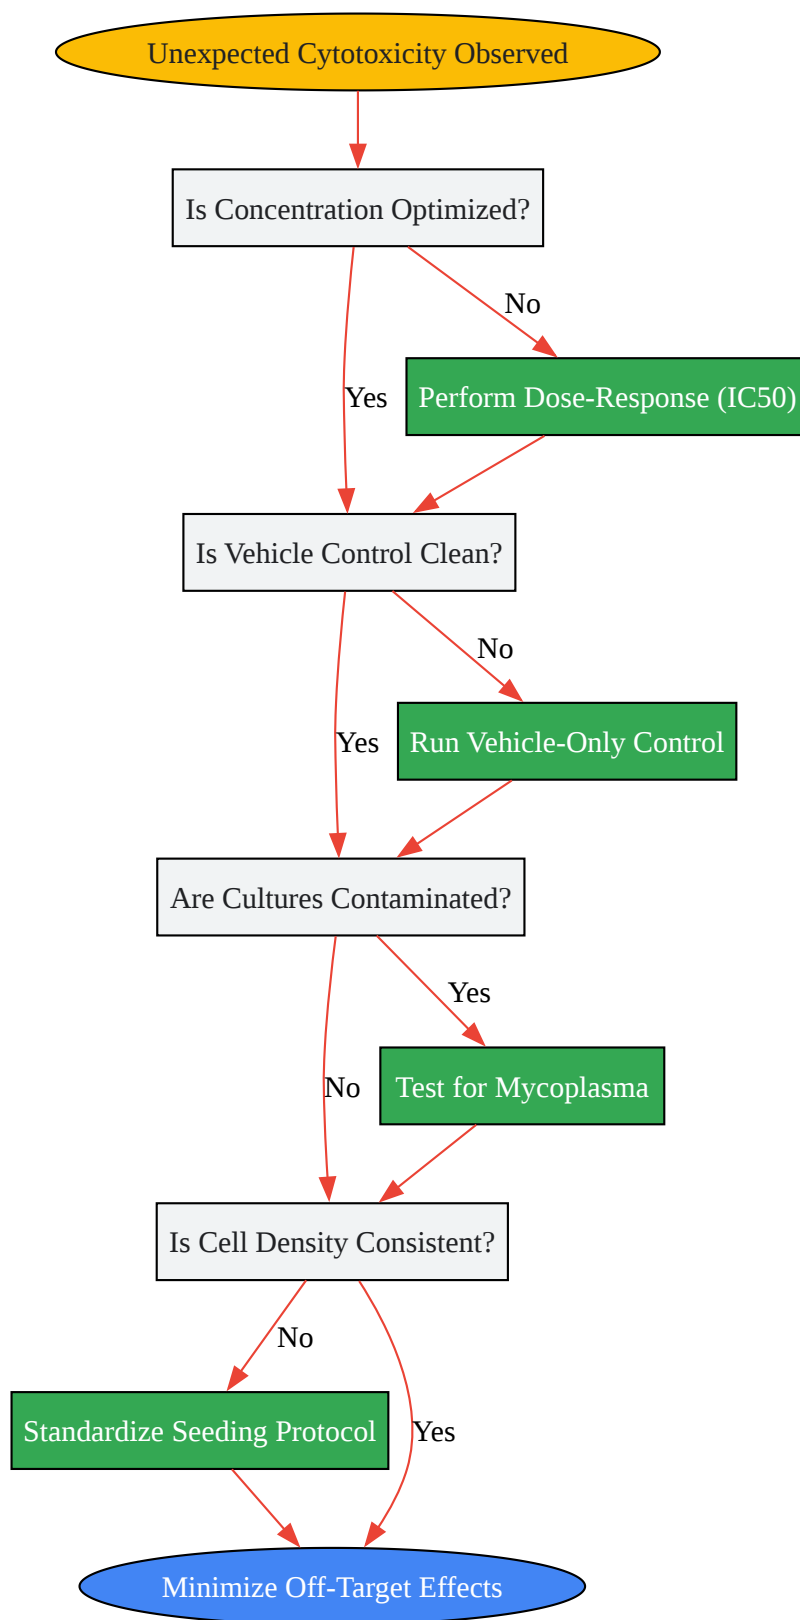 Unexpected Cytotoxicity Observed
Is Concentration Optimized?
No
Yes
Perform Dose-Response (IC50)
Is Vehicle Control Clean?
No
Yes
Run Vehicle-Only Control
Are Cultures Contaminated?
Yes
No
Test for Mycoplasma
Is Cell Density Consistent?
No
Standardize Seeding Protocol
Yes
Minimize Off-Target Effects